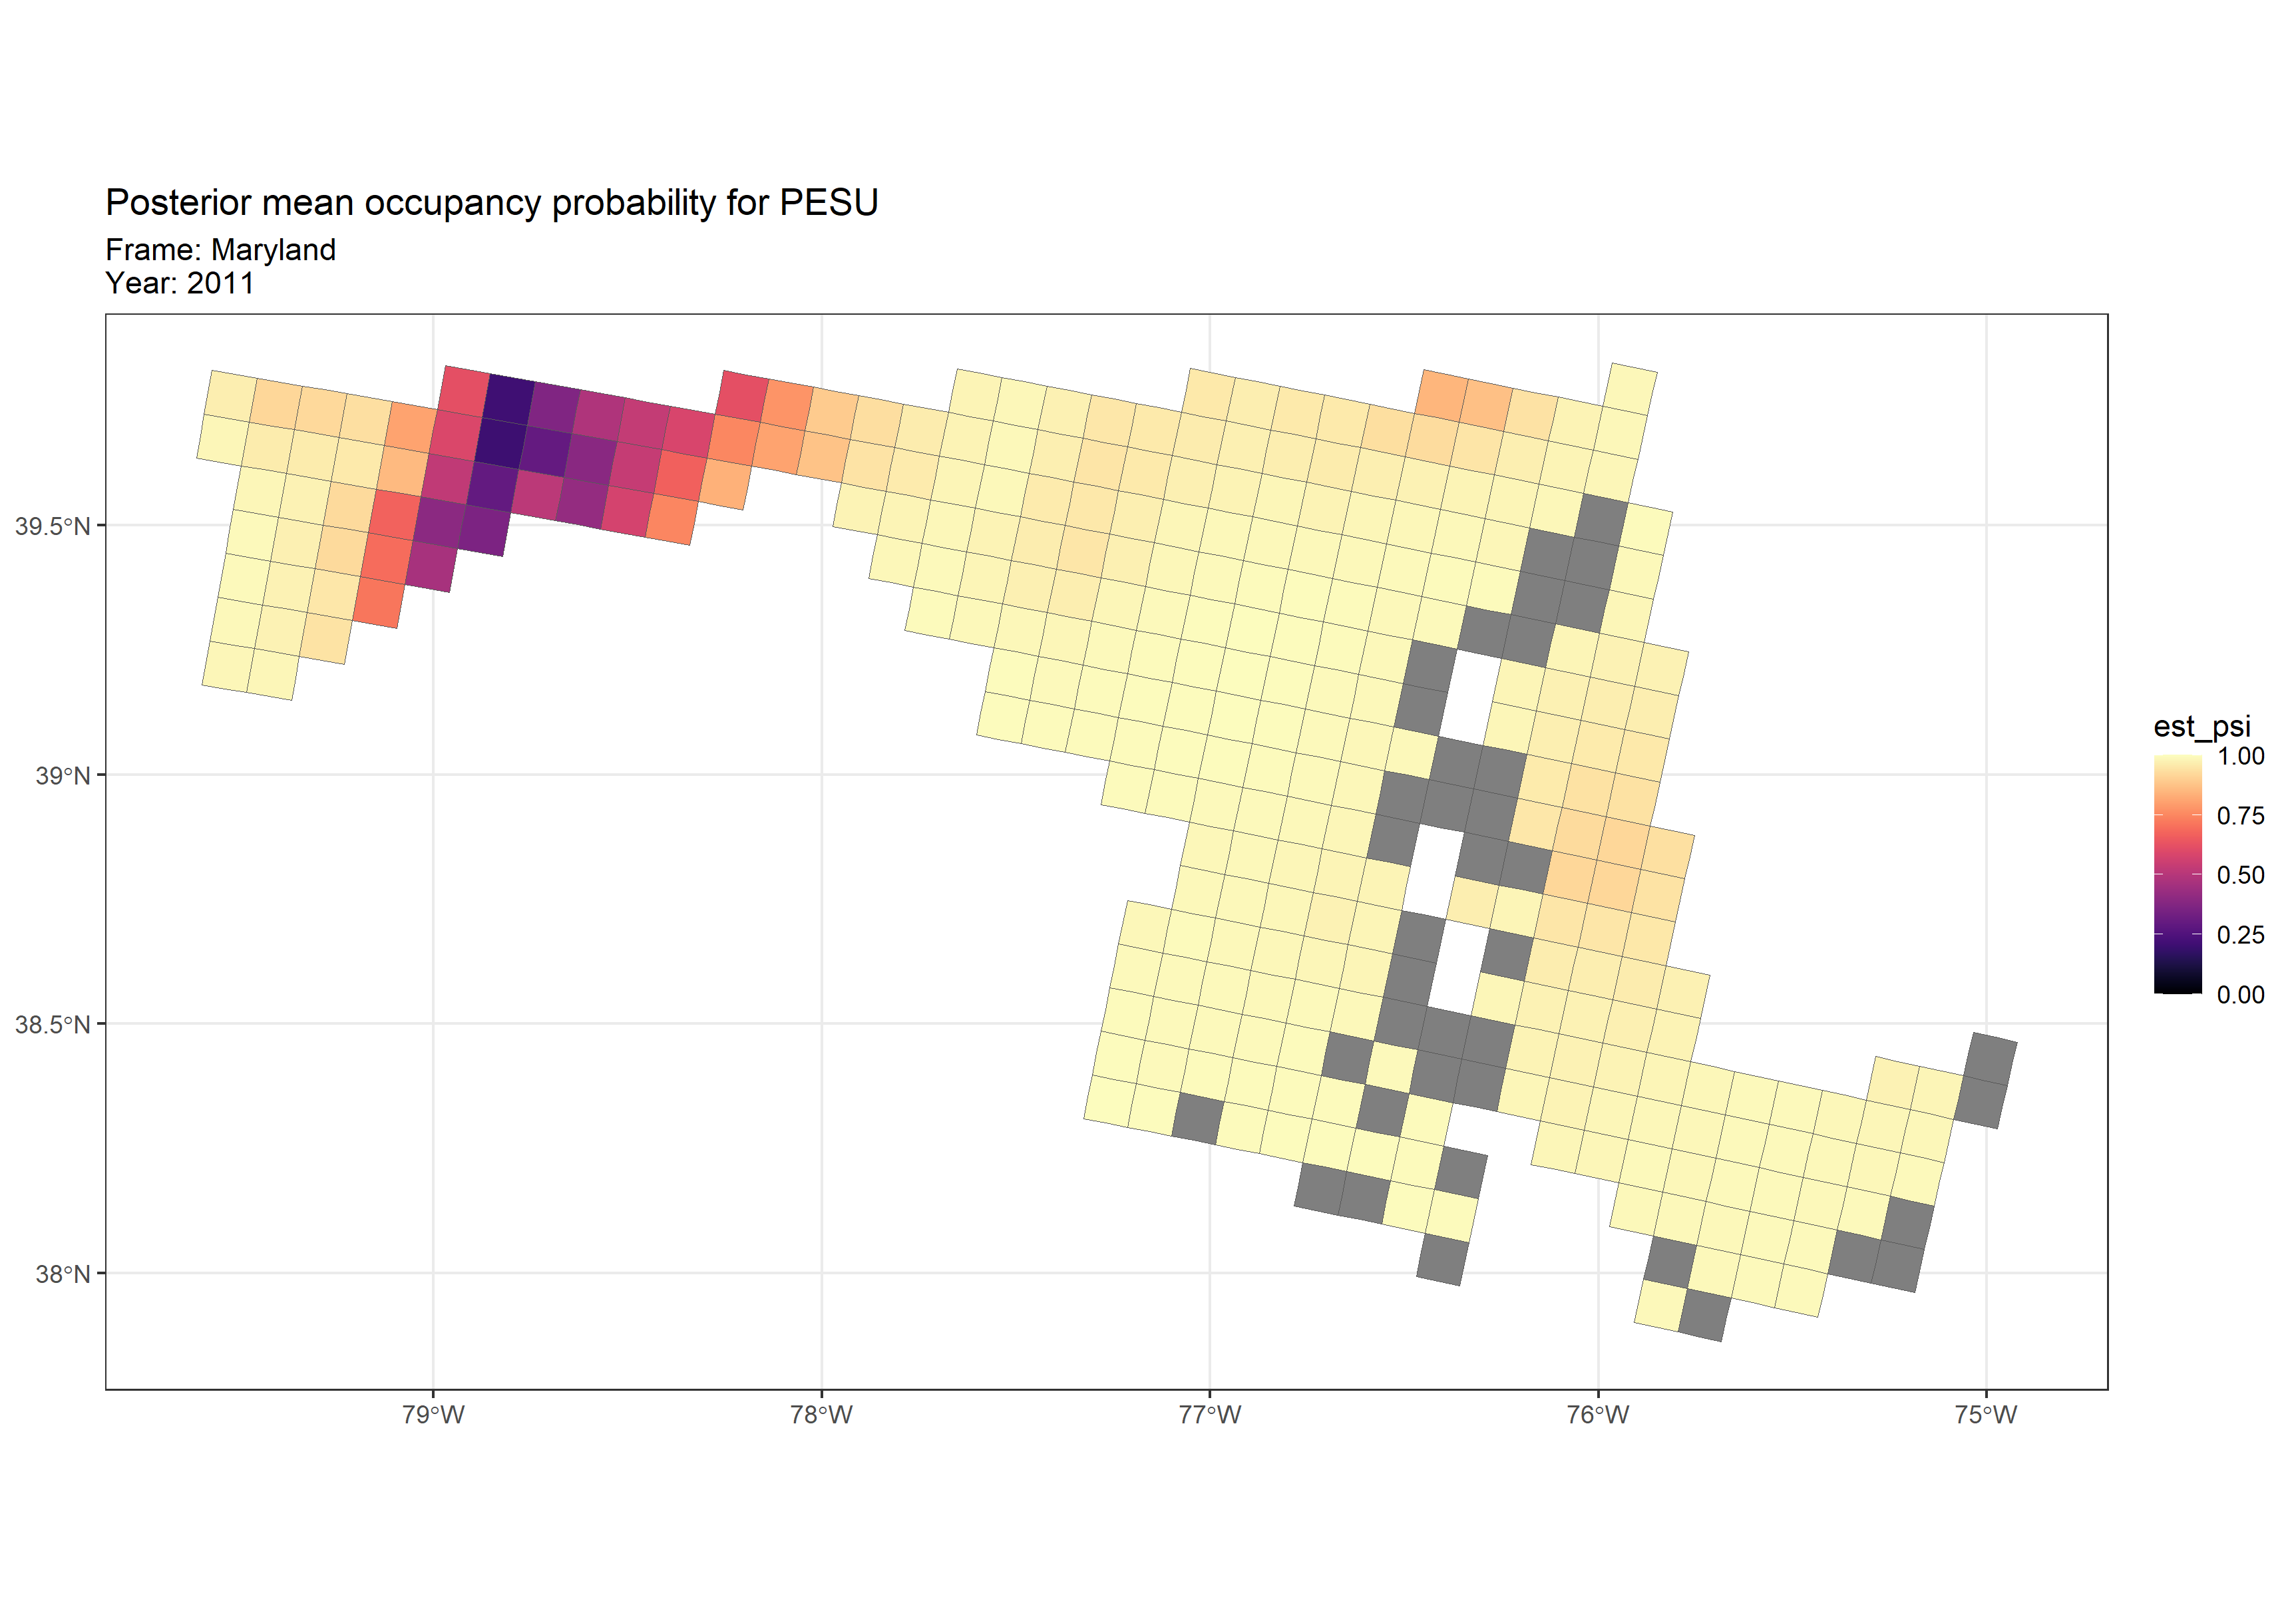 Posterior mean occupancy probability for PESU
Frame: Maryland
Year: 2011
39.5°N
39°N
38.5°N
38°N
79°W
78°W
77°W
76°W
75°W
est_psi
1.00
0.75
0.50
0.25
0.00